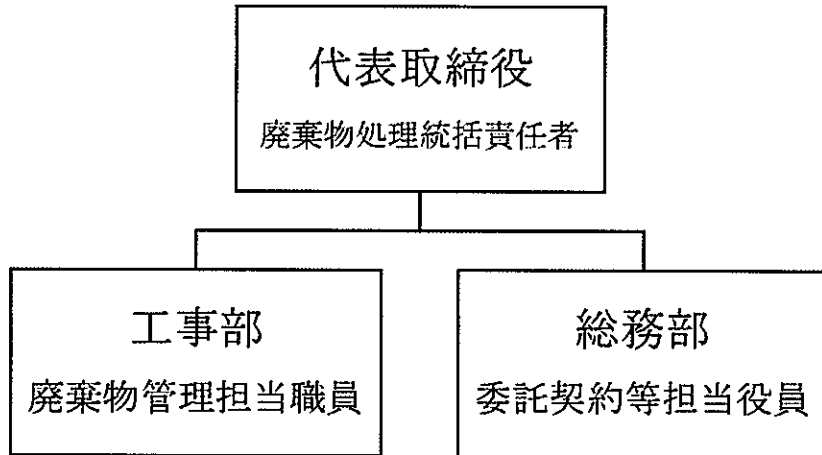 代表取締役
廃棄物処理統括責任者
工事部
廃棄物管理担当職員
総務部
委託契約等担当役員